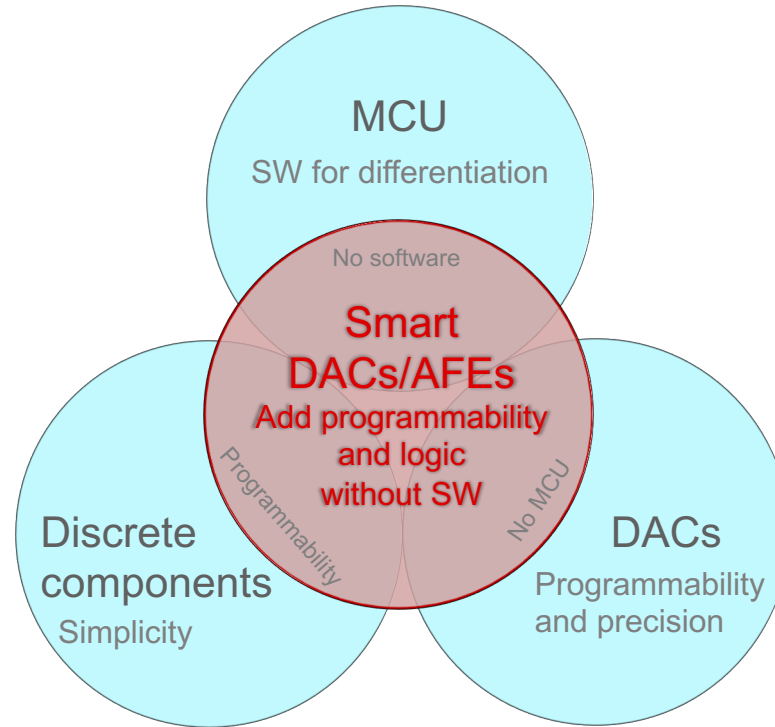 MCU
SW for differentiation
No software
Smart
DACs/AFEs
Add programmability
and logic
without SW
Programmability
No MCU
Discrete
components
Simplicity
DACs
Programmability
and precision